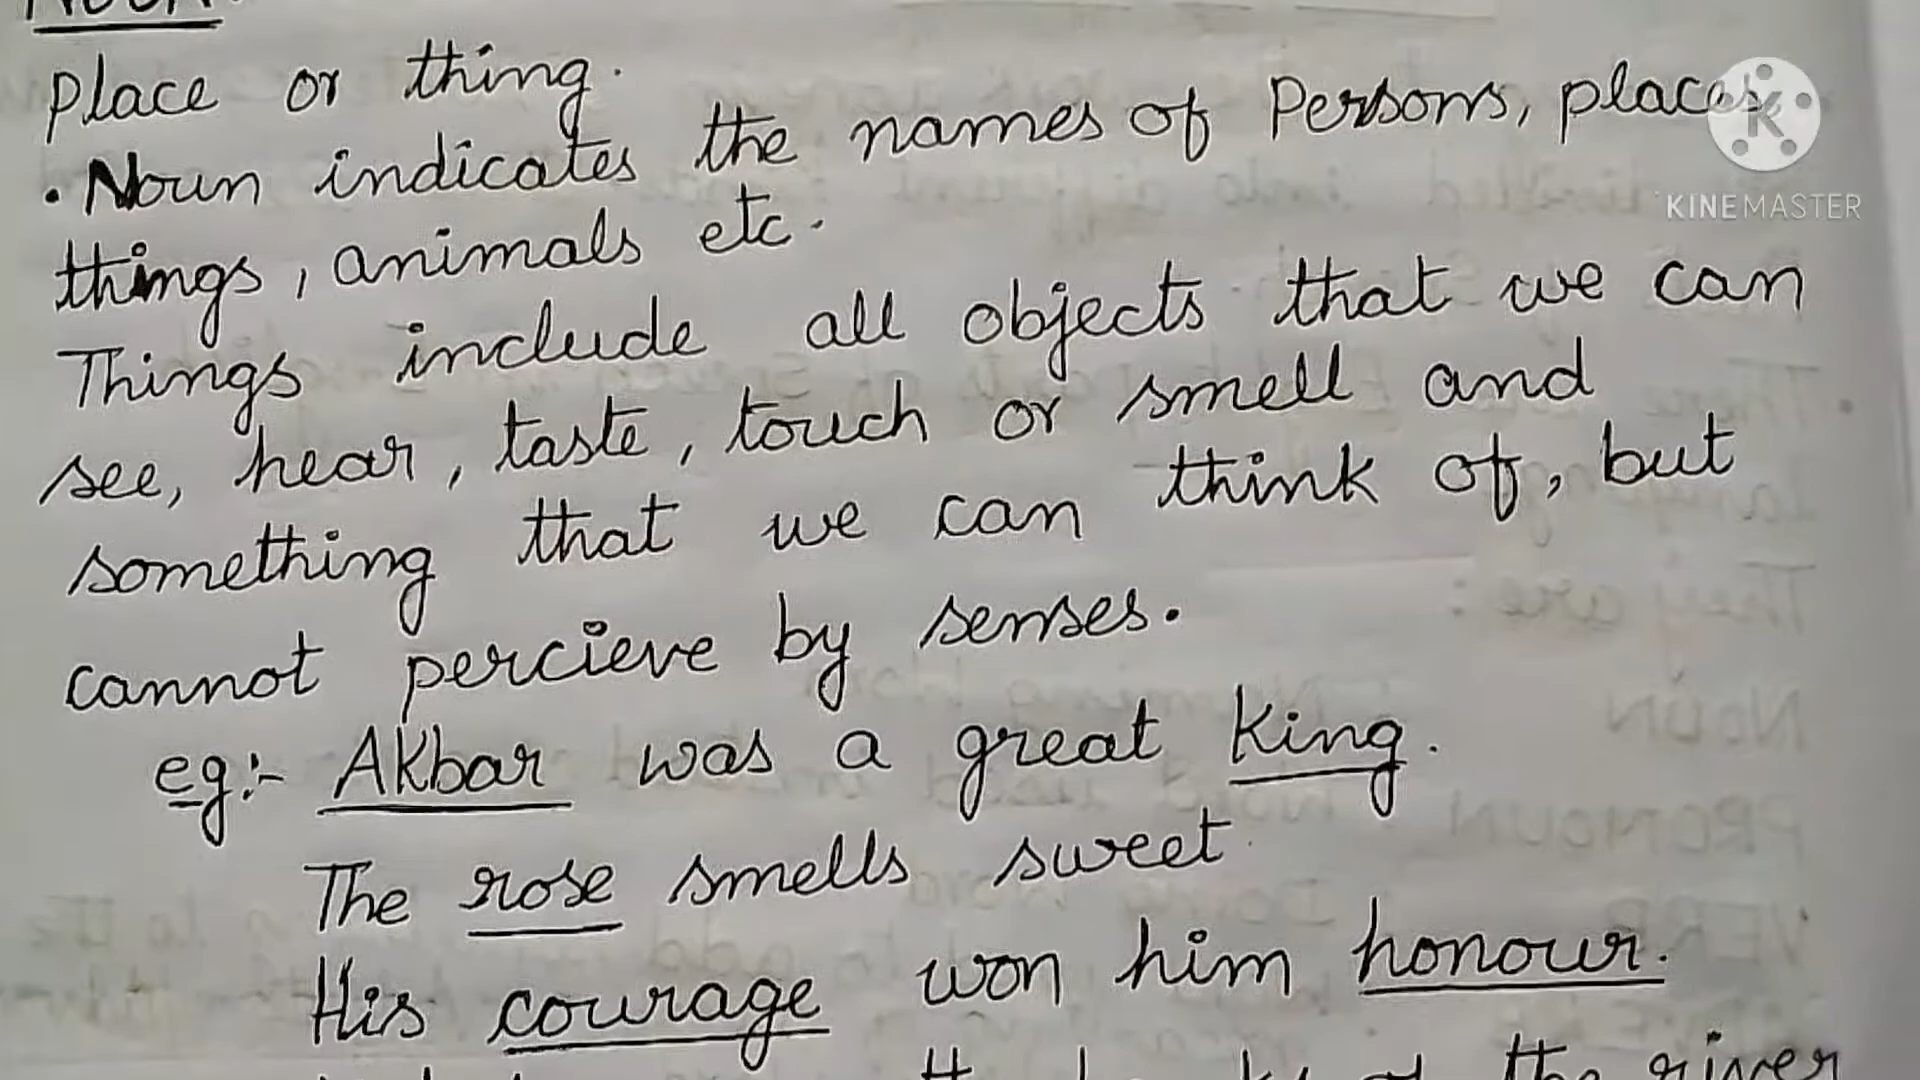 place or thing.
• Noun indicates the names of Persons, places,
things, animals etc.
Things include all objects that we can
see, hear, taste, touch or smell and
something that we can think of, but
cannot percieve by senses.
eg:- Akbar was a great King.
The rose smells sweet
His courage won him honour.
the river
KINEMASTER